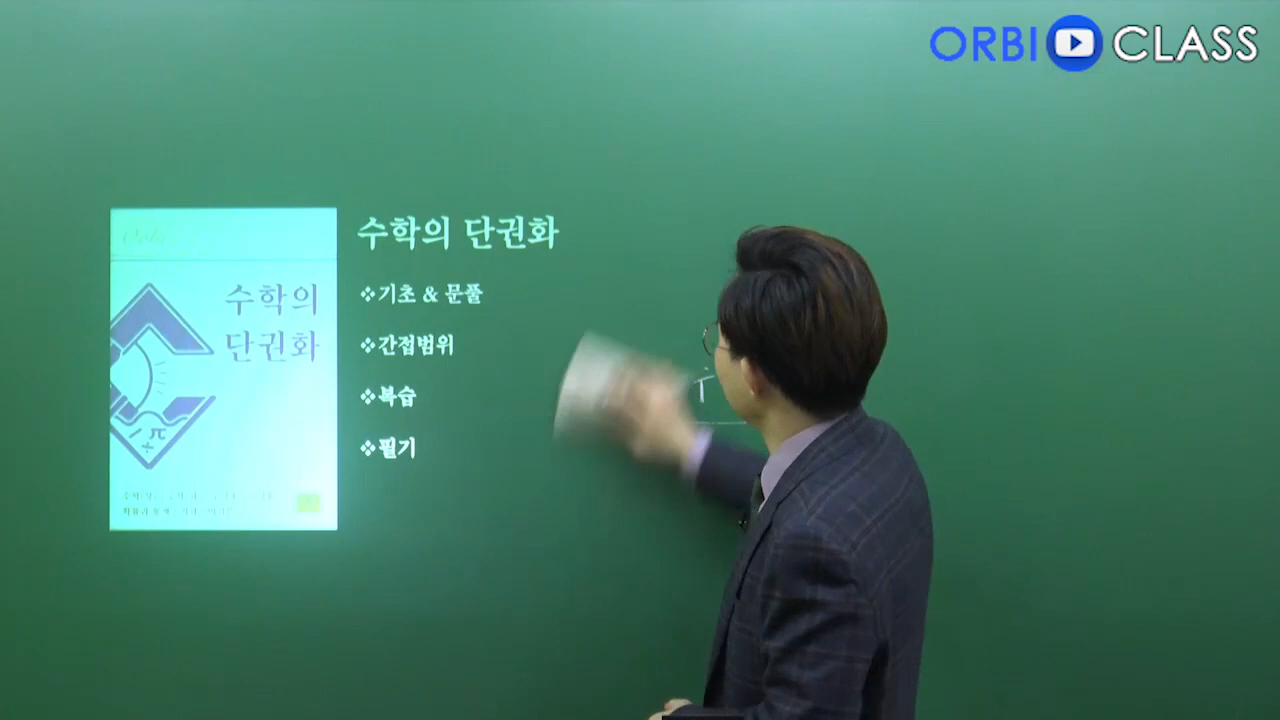 ORBI CLASS
수학의 단권화
❖기초 & 문풀
❖간접범위
❖복습
❖필기
수학의
단권화